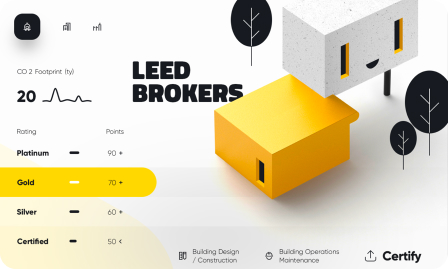 CO 2 Footprint (ty)
20
LEED
BROKERS
Rating Points
Platinum 90 +
Gold 70 +
Silver 60 +
Certified 50 <
Building Design
/ Construction
Building Operations
Maintenance
Certify